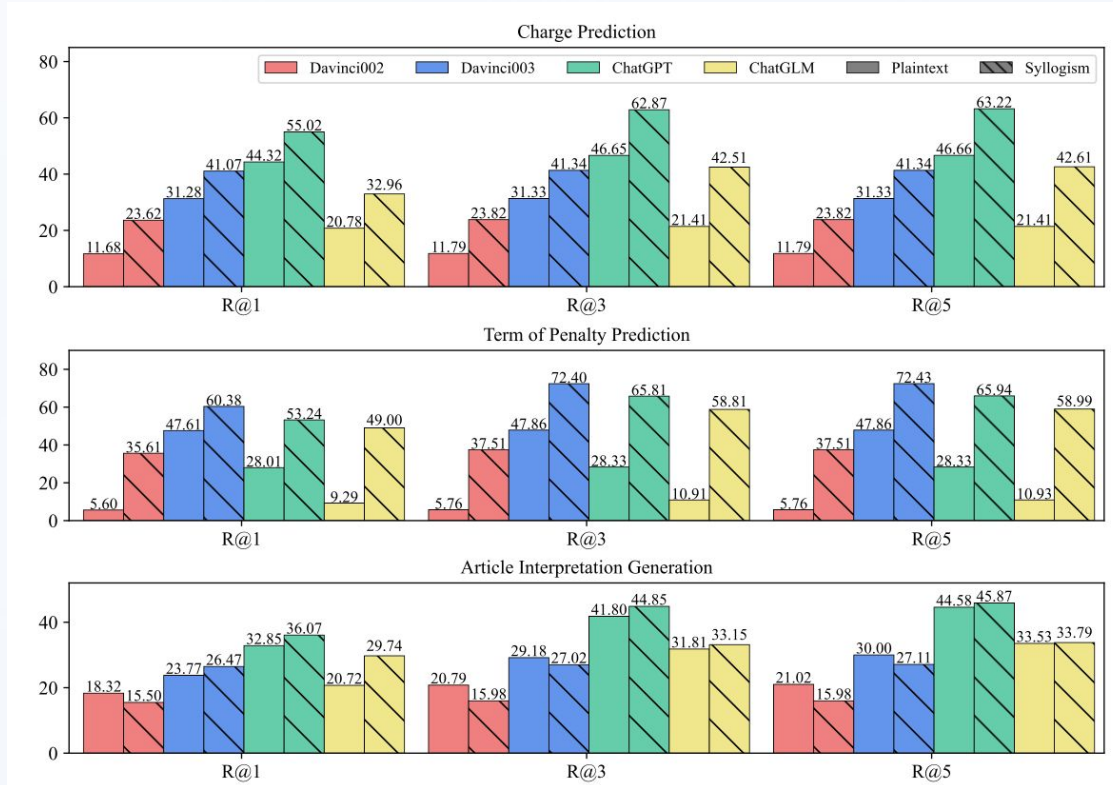 Charge Prediction
80
Davinci002 Davinci003 ChatGPT ChatGLM Plaintext Syllogism
60
40
20
0
11.68 23.62 31.28 41.07 44.32 55.02 20.78 32.96
11.79 23.82 31.33 41.34 46.65 62.87 21.41 42.51
11.79 23.82 31.33 41.34 46.66 63.22 21.41 42.61
R@1 R@3 R@5
Term of Penalty Prediction
80
60
40
20
0
5.60 35.61 47.61 60.38 28.01 53.24 9.29 49.00
5.76 37.51 47.86 72.40 28.33 65.81 10.91 58.81
5.76 37.51 47.86 72.43 28.33 65.94 10.93 58.99
R@1 R@3 R@5
Article Interpretation Generation
40
20
0
18.32 15.50 23.77 26.47 32.85 36.07 20.72 29.74
20.79 15.98 29.18 27.02 41.80 44.85 31.81 33.15
21.02 15.98 30.00 27.11 44.58 45.87 33.53 33.79
R@1 R@3 R@5